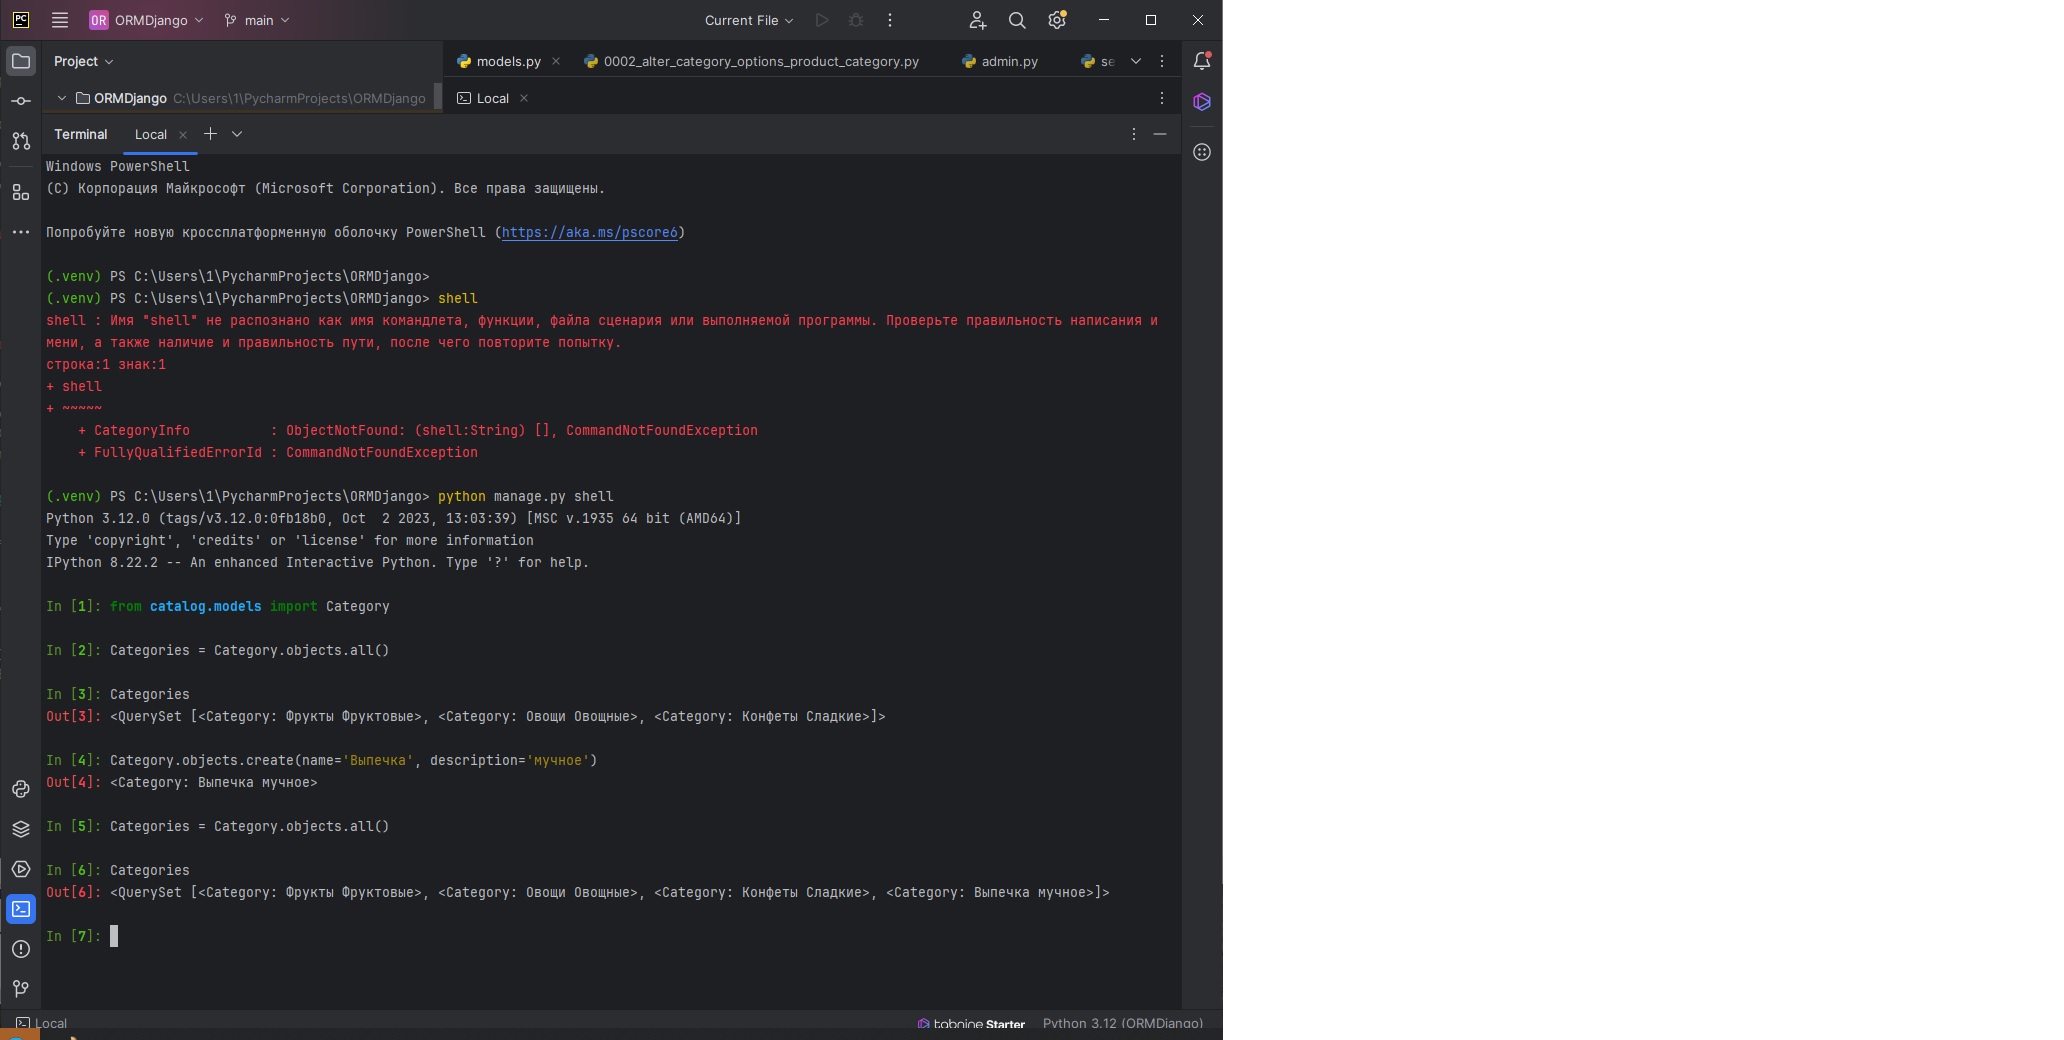 PC OR ORMDjango main Current File
Project models.py 0002_alter_category_options_product_category.py admin.py se
ORMDjango C:\Users\1\PycharmProjects\ORMDjango Local
Terminal Local
Windows PowerShell
(C) Корпорация Майкрософт (Microsoft Corporation). Все права защищены.
Попробуйте новую кроссплатформенную оболочку PowerShell (https://aka.ms/pscore6)
(.venv) PS C:\Users\1\PycharmProjects\ORMDjango>
(.venv) PS C:\Users\1\PycharmProjects\ORMDjango> shell
shell : Имя "shell" не распознано как имя командлета, функции, файла сценария или выполняемой программы. Проверьте правильность написания и
мени, а также наличие и правильность пути, после чего повторите попытку.
строка:1 знак:1
+ shell
+ ~~~~~
    + CategoryInfo          : ObjectNotFound: (shell:String) [], CommandNotFoundException
    + FullyQualifiedErrorId : CommandNotFoundException
(.venv) PS C:\Users\1\PycharmProjects\ORMDjango> python manage.py shell
Python 3.12.0 (tags/v3.12.0:0fb18b0, Oct  2 2023, 13:03:39) [MSC v.1935 64 bit (AMD64)]
Type 'copyright', 'credits' or 'license' for more information
IPython 8.22.2 -- An enhanced Interactive Python. Type '?' for help.
In [1]: from catalog.models import Category
In [2]: Categories = Category.objects.all()
In [3]: Categories
Out[3]: <QuerySet [<Category: Фрукты Фруктовые>, <Category: Овощи Овощные>, <Category: Конфеты Сладкие>]>
In [4]: Category.objects.create(name='Выпечка', description='мучное')
Out[4]: <Category: Выпечка мучное>
In [5]: Categories = Category.objects.all()
In [6]: Categories
Out[6]: <QuerySet [<Category: Фрукты Фруктовые>, <Category: Овощи Овощные>, <Category: Конфеты Сладкие>, <Category: Выпечка мучное>]>
In [7]:
Local tabnine Starter Python 3.12 (ORMDjango)